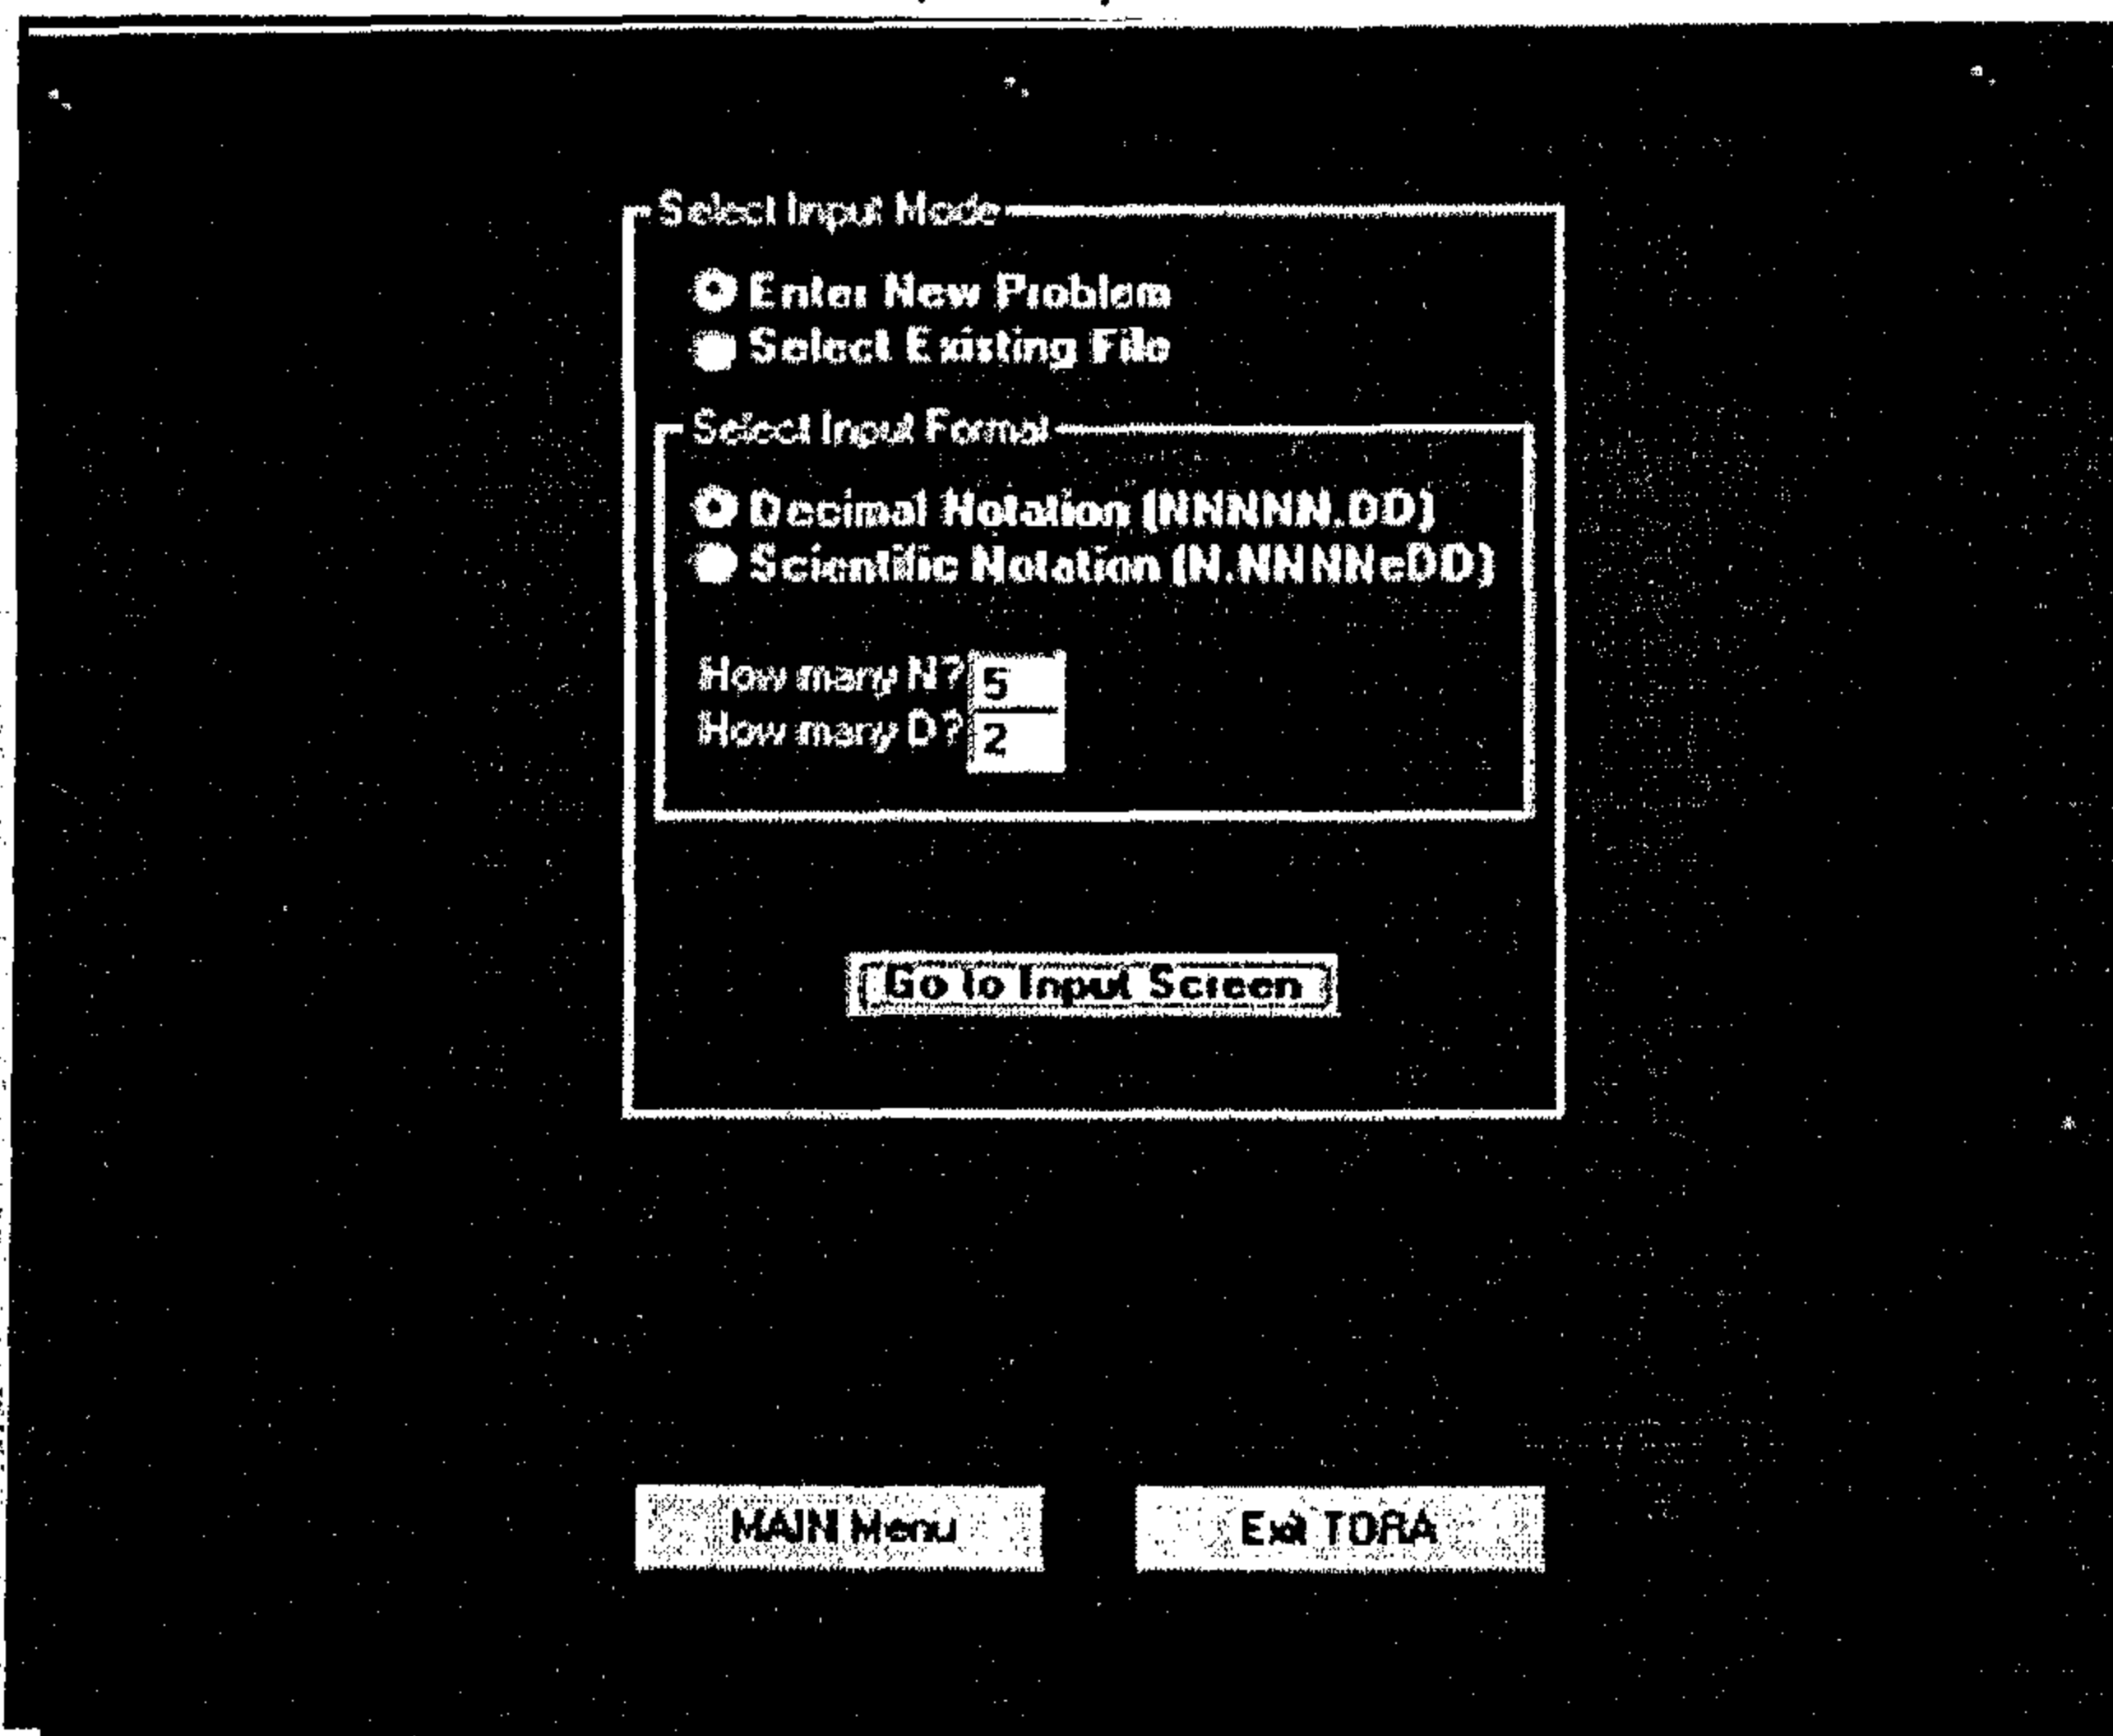 Select Input Mode
Enter New Problem
Select Existing File
Select Input Format
Decimal Notation (NNNNN.DD)
Scientific Notation (N.NNNNeDD)
How many N? 5
How many D? 2
Go to Input Screen
MAIN Menu Exit TORA